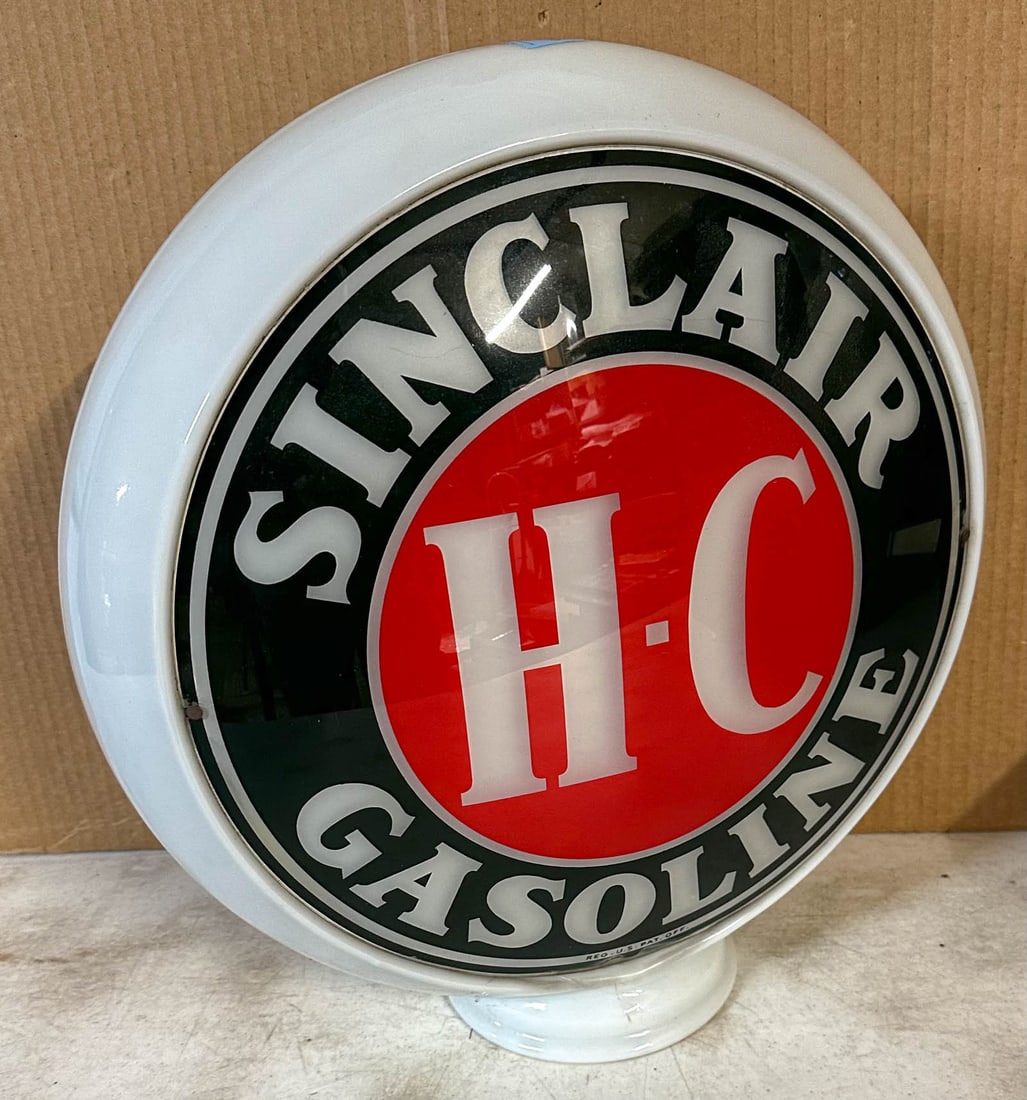 SINCLAIR
H·C
GASOLINE
REG·U.S·PAT·OFF.